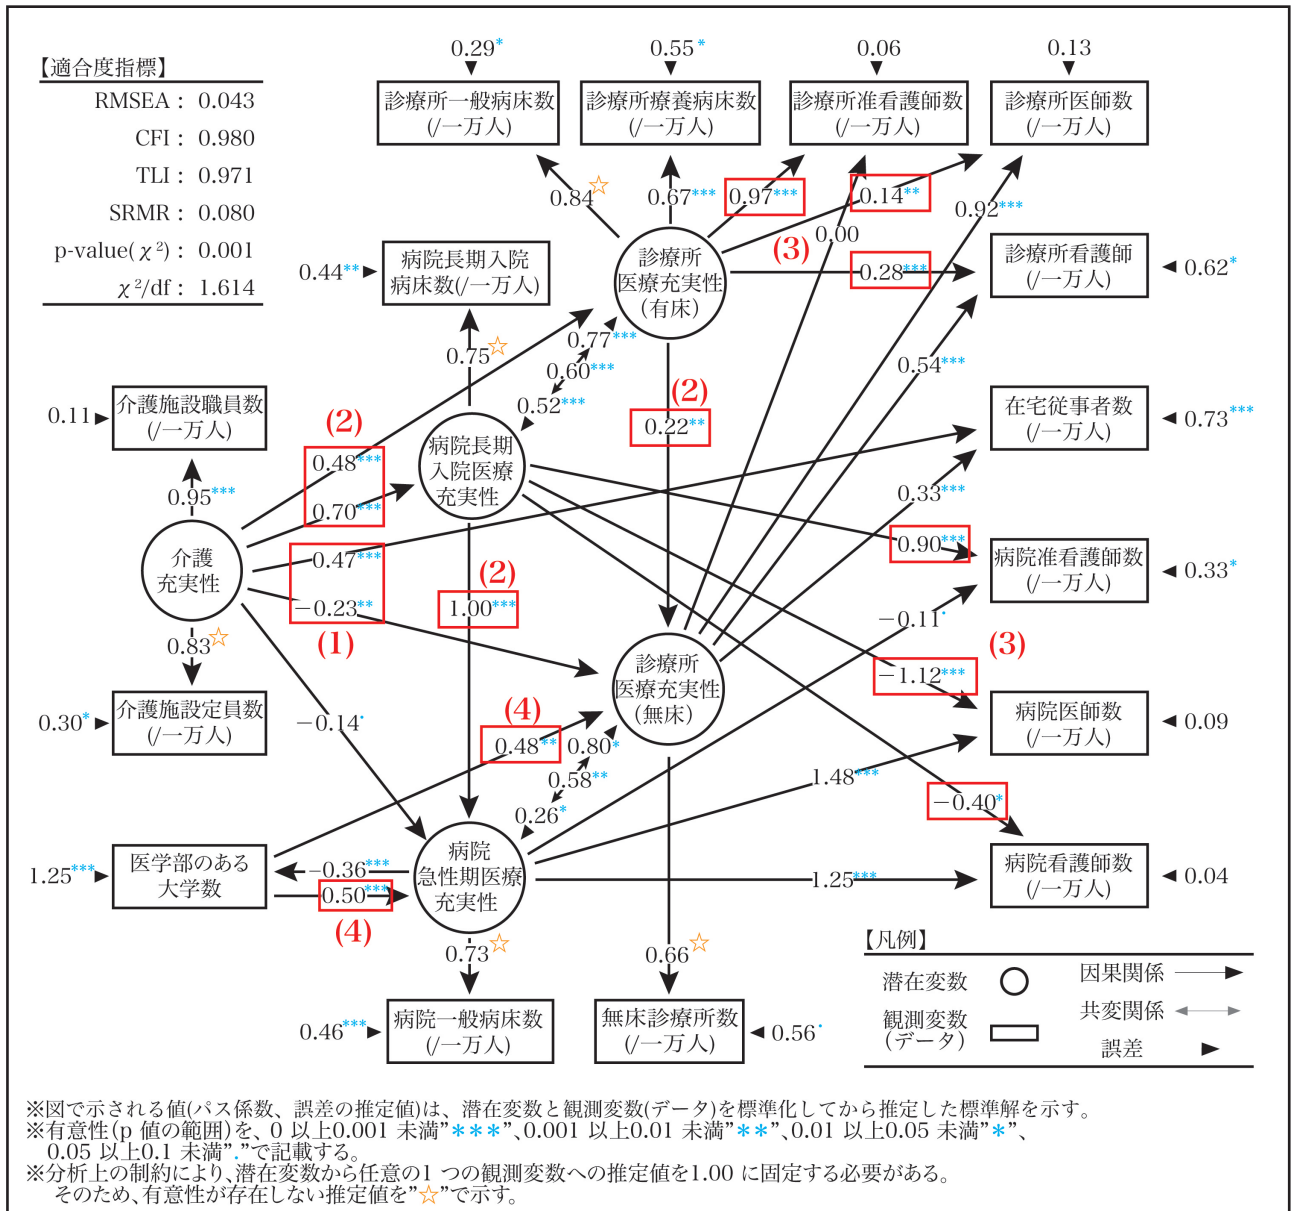 【適合度指標】
RMSEA : 0.043
CFI : 0.980
TLI : 0.971
SRMR : 0.080
p-value(χ²) : 0.001
χ²/df : 1.614
0.29*
0.55*
0.06
0.13
診療所一般病床数
(/一万人)
診療所療養病床数
(/一万人)
診療所准看護師数
(/一万人)
診療所医師数
(/一万人)
0.84☆
0.67***
0.97***
0.14**
0.92***
0.00
(3)
0.28***
0.44**
病院長期入院
病床数(/一万人)
診療所
医療充実性
(有床)
診療所看護師
(/一万人)
0.62*
0.75☆
0.77***
0.60***
0.52***
0.54***
0.11
介護施設職員数
(/一万人)
(2)
0.48***
0.70***
病院長期
入院医療
充実性
(2)
0.22**
在宅従事者数
(/一万人)
0.73***
0.95***
0.33***
介護
充実性
0.47***
−0.23**
(1)
(2)
1.00***
0.90***
病院准看護師数
(/一万人)
0.33*
−0.11.
0.83☆
診療所
医療充実性
(無床)
(3)
−1.12***
0.30*
介護施設定員数
(/一万人)
−0.14.
(4)
0.48**
0.80*
0.58**
0.26*
病院医師数
(/一万人)
0.09
1.48***
−0.40*
1.25***
医学部のある
大学数
−0.36***
0.50***
(4)
病院
急性期医療
充実性
1.25***
病院看護師数
(/一万人)
0.04
0.73☆
0.66☆
0.46***
病院一般病床数
(/一万人)
無床診療所数
(/一万人)
0.56.
【凡例】
潜在変数
因果関係
観測変数
(データ)
共変関係
誤差
※図で示される値(パス係数、誤差の推定値)は、潜在変数と観測変数(データ)を標準化してから推定した標準解を示す。
※有意性(p 値の範囲)を、0 以上0.001 未満”***”、0.001 以上0.01 未満”**”、0.01 以上0.05 未満”*”、
0.05 以上0.1 未満”.”で記載する。
※分析上の制約により、潜在変数から任意の1 つの観測変数への推定値を1.00 に固定する必要がある。
そのため、有意性が存在しない推定値を”☆”で示す。